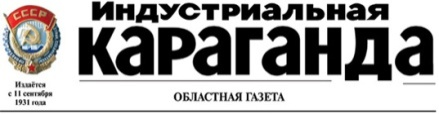 СССР
Индустриальная
КАРАГАНДА
Издаётся
с 11 сентября
1931 года
ОБЛАСТНАЯ ГАЗЕТА